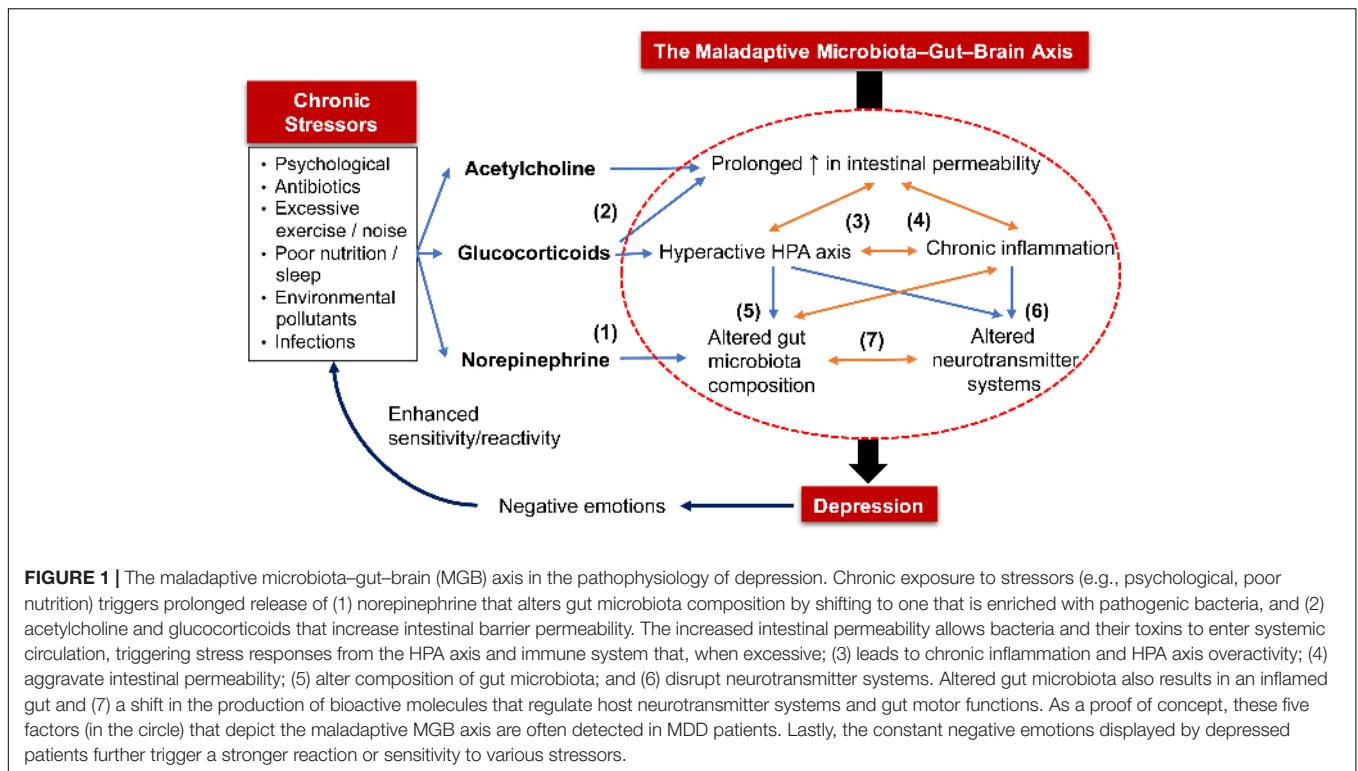 The Maladaptive Microbiota–Gut–Brain Axis
Chronic
Stressors
• Psychological
• Antibiotics
• Excessive
exercise / noise
• Poor nutrition /
sleep
• Environmental
pollutants
• Infections
Acetylcholine
(2)
Glucocorticoids
(1)
Norepinephrine
Prolonged ↑ in intestinal permeability
(3)
(4)
Hyperactive HPA axis
Chronic inflammation
(5)
(6)
Altered gut
microbiota
composition
(7)
Altered
neurotransmitter
systems
Enhanced
sensitivity/reactivity
Negative emotions
Depression
FIGURE 1 | The maladaptive microbiota–gut–brain (MGB) axis in the pathophysiology of depression. Chronic exposure to stressors (e.g., psychological, poor
nutrition) triggers prolonged release of (1) norepinephrine that alters gut microbiota composition by shifting to one that is enriched with pathogenic bacteria, and (2)
acetylcholine and glucocorticoids that increase intestinal barrier permeability. The increased intestinal permeability allows bacteria and their toxins to enter systemic
circulation, triggering stress responses from the HPA axis and immune system that, when excessive; (3) leads to chronic inflammation and HPA axis overactivity; (4)
aggravate intestinal permeability; (5) alter composition of gut microbiota; and (6) disrupt neurotransmitter systems. Altered gut microbiota also results in an inflamed
gut and (7) a shift in the production of bioactive molecules that regulate host neurotransmitter systems and gut motor functions. As a proof of concept, these five
factors (in the circle) that depict the maladaptive MGB axis are often detected in MDD patients. Lastly, the constant negative emotions displayed by depressed
patients further trigger a stronger reaction or sensitivity to various stressors.